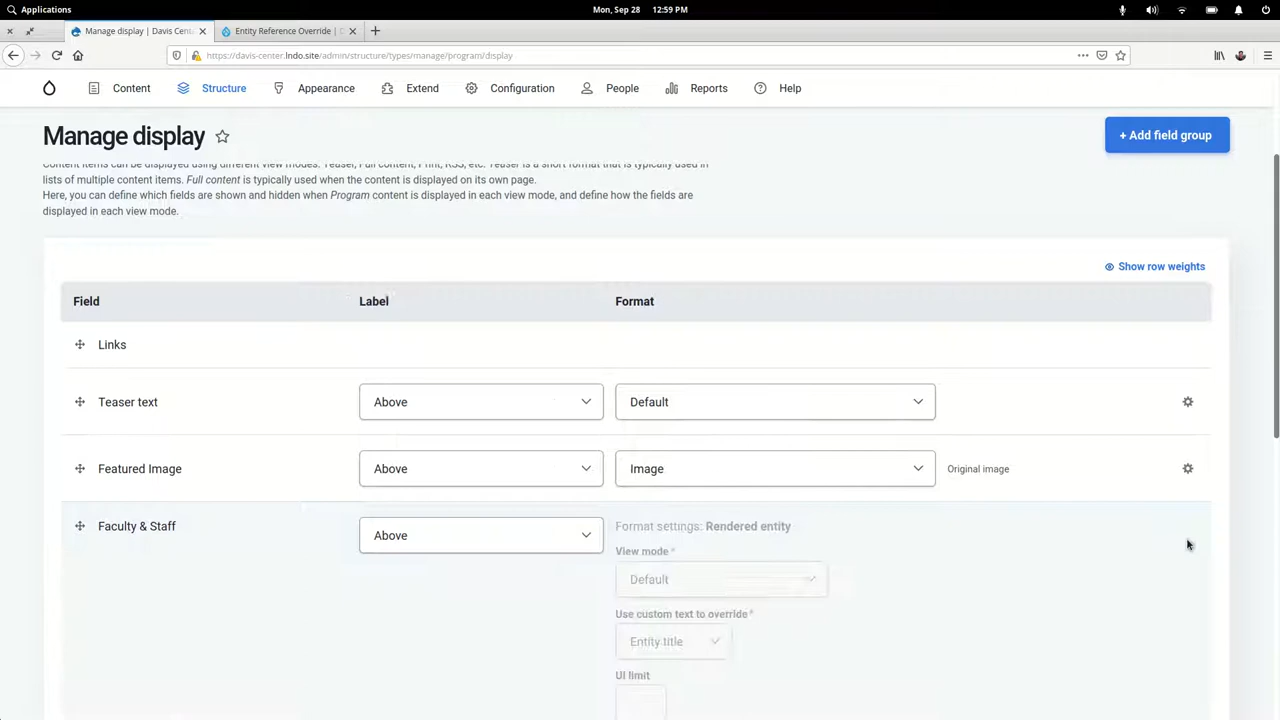 Applications
Mon, Sep 28 12:59 PM
Manage display | Davis Cent
Entity Reference Override | D
https://davis-center.lndo.site/admin/structure/types/manage/program/display
Content
Structure
Appearance
Extend
Configuration
People
Reports
Help
Manage display
+ Add field group
Content items can be displayed using different view modes: Teaser, Full content, Print, RSS, etc. Teaser is a short format that is typically used in
lists of multiple content items. Full content is typically used when the content is displayed on its own page.
Here, you can define which fields are shown and hidden when Program content is displayed in each view mode, and define how the fields are
displayed in each view mode.
Show row weights
Field Label Format
Links
Teaser text Above Default
Featured Image Above Image Original image
Faculty & Staff Above Format settings: Rendered entity
View mode *
Default
Use custom text to override *
Entity title
UI limit